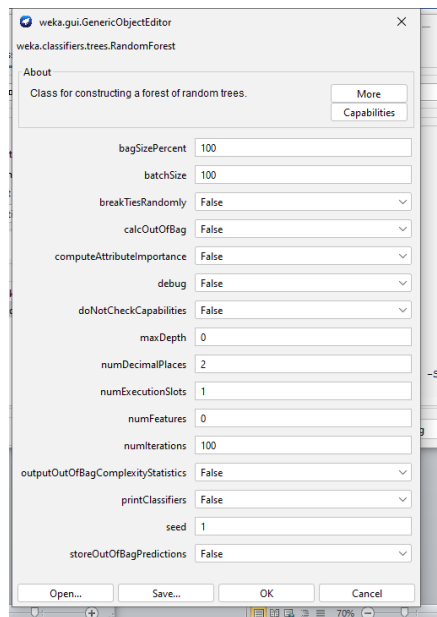 weka.gui.GenericObjectEditor
weka.classifiers.trees.RandomForest
About
Class for constructing a forest of random trees.
More
Capabilities
bagSizePercent 100
batchSize 100
breakTiesRandomly False
calcOutOfBag False
computeAttributeImportance False
debug False
doNotCheckCapabilities False
maxDepth 0
numDecimalPlaces 2
numExecutionSlots 1
numFeatures 0
numIterations 100
outputOutOfBagComplexityStatistics False
printClassifiers False
seed 1
storeOutOfBagPredictions False
Open... Save... OK Cancel
70%